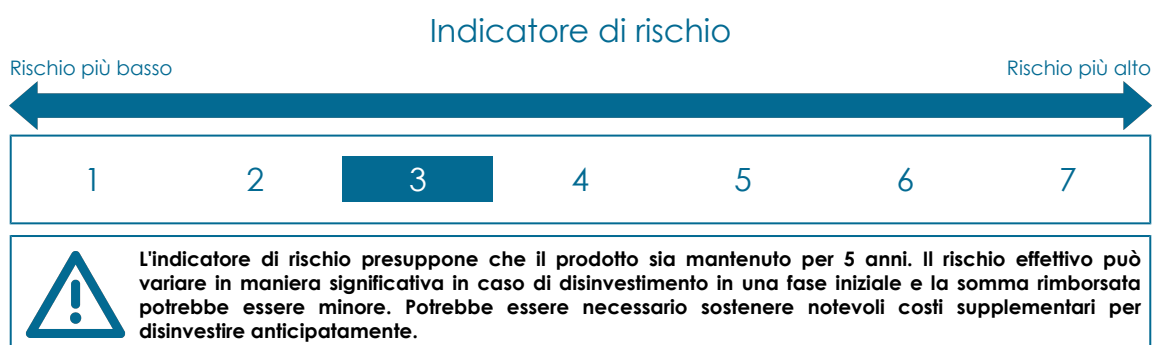 Indicatore di rischio
Rischio più basso
Rischio più alto
1 2 3 4 5 6 7
L'indicatore di rischio presuppone che il prodotto sia mantenuto per 5 anni. Il rischio effettivo può
variare in maniera significativa in caso di disinvestimento in una fase iniziale e la somma rimborsata
potrebbe essere minore. Potrebbe essere necessario sostenere notevoli costi supplementari per
disinvestire anticipatamente.